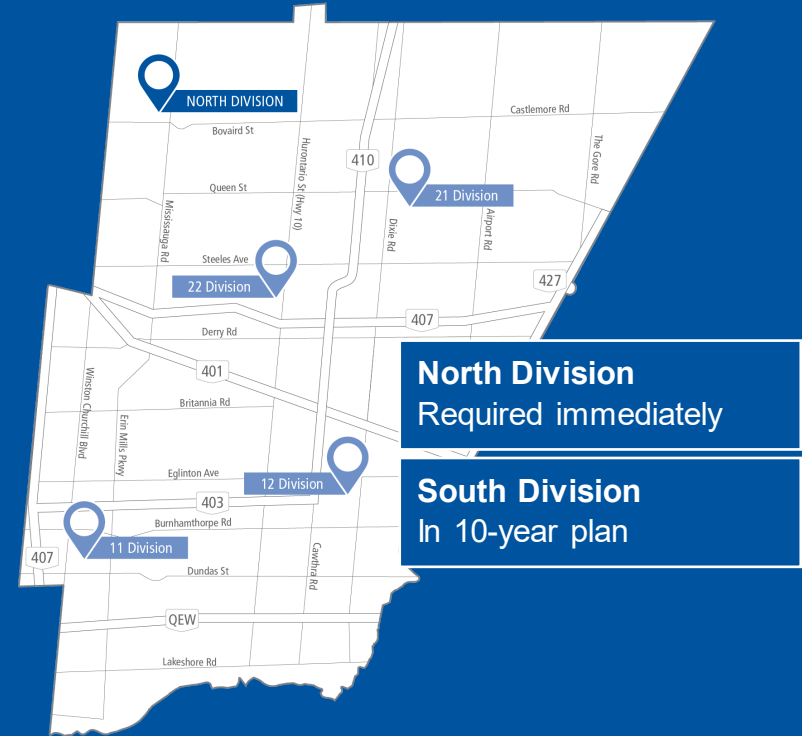 NORTH DIVISION
Castlemore Rd
Bovaird St
The Gore Rd
Hurontario St (Hwy 10)
410
Queen St
21 Division
Mississauga Rd
Dixie Rd
Airport Rd
Steeles Ave
22 Division
427
407
Derry Rd
401
North Division
Required immediately
Winston Churchill Blvd
Erin Mills Pkwy
Britannia Rd
Eglinton Ave
12 Division
South Division
In 10-year plan
403
Burnhamthorpe Rd
11 Division
407
Cawthra Rd
Dundas St
QEW
Lakeshore Rd